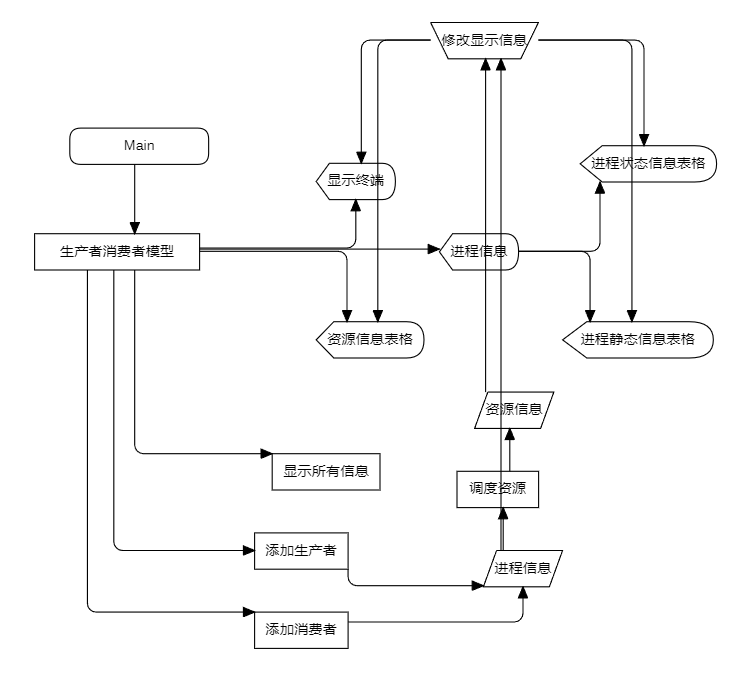 修改显示信息
Main
进程状态信息表格
显示终端
生产者消费者模型
进程信息
资源信息表格
进程静态信息表格
资源信息
显示所有信息
调度资源
添加生产者
进程信息
添加消费者